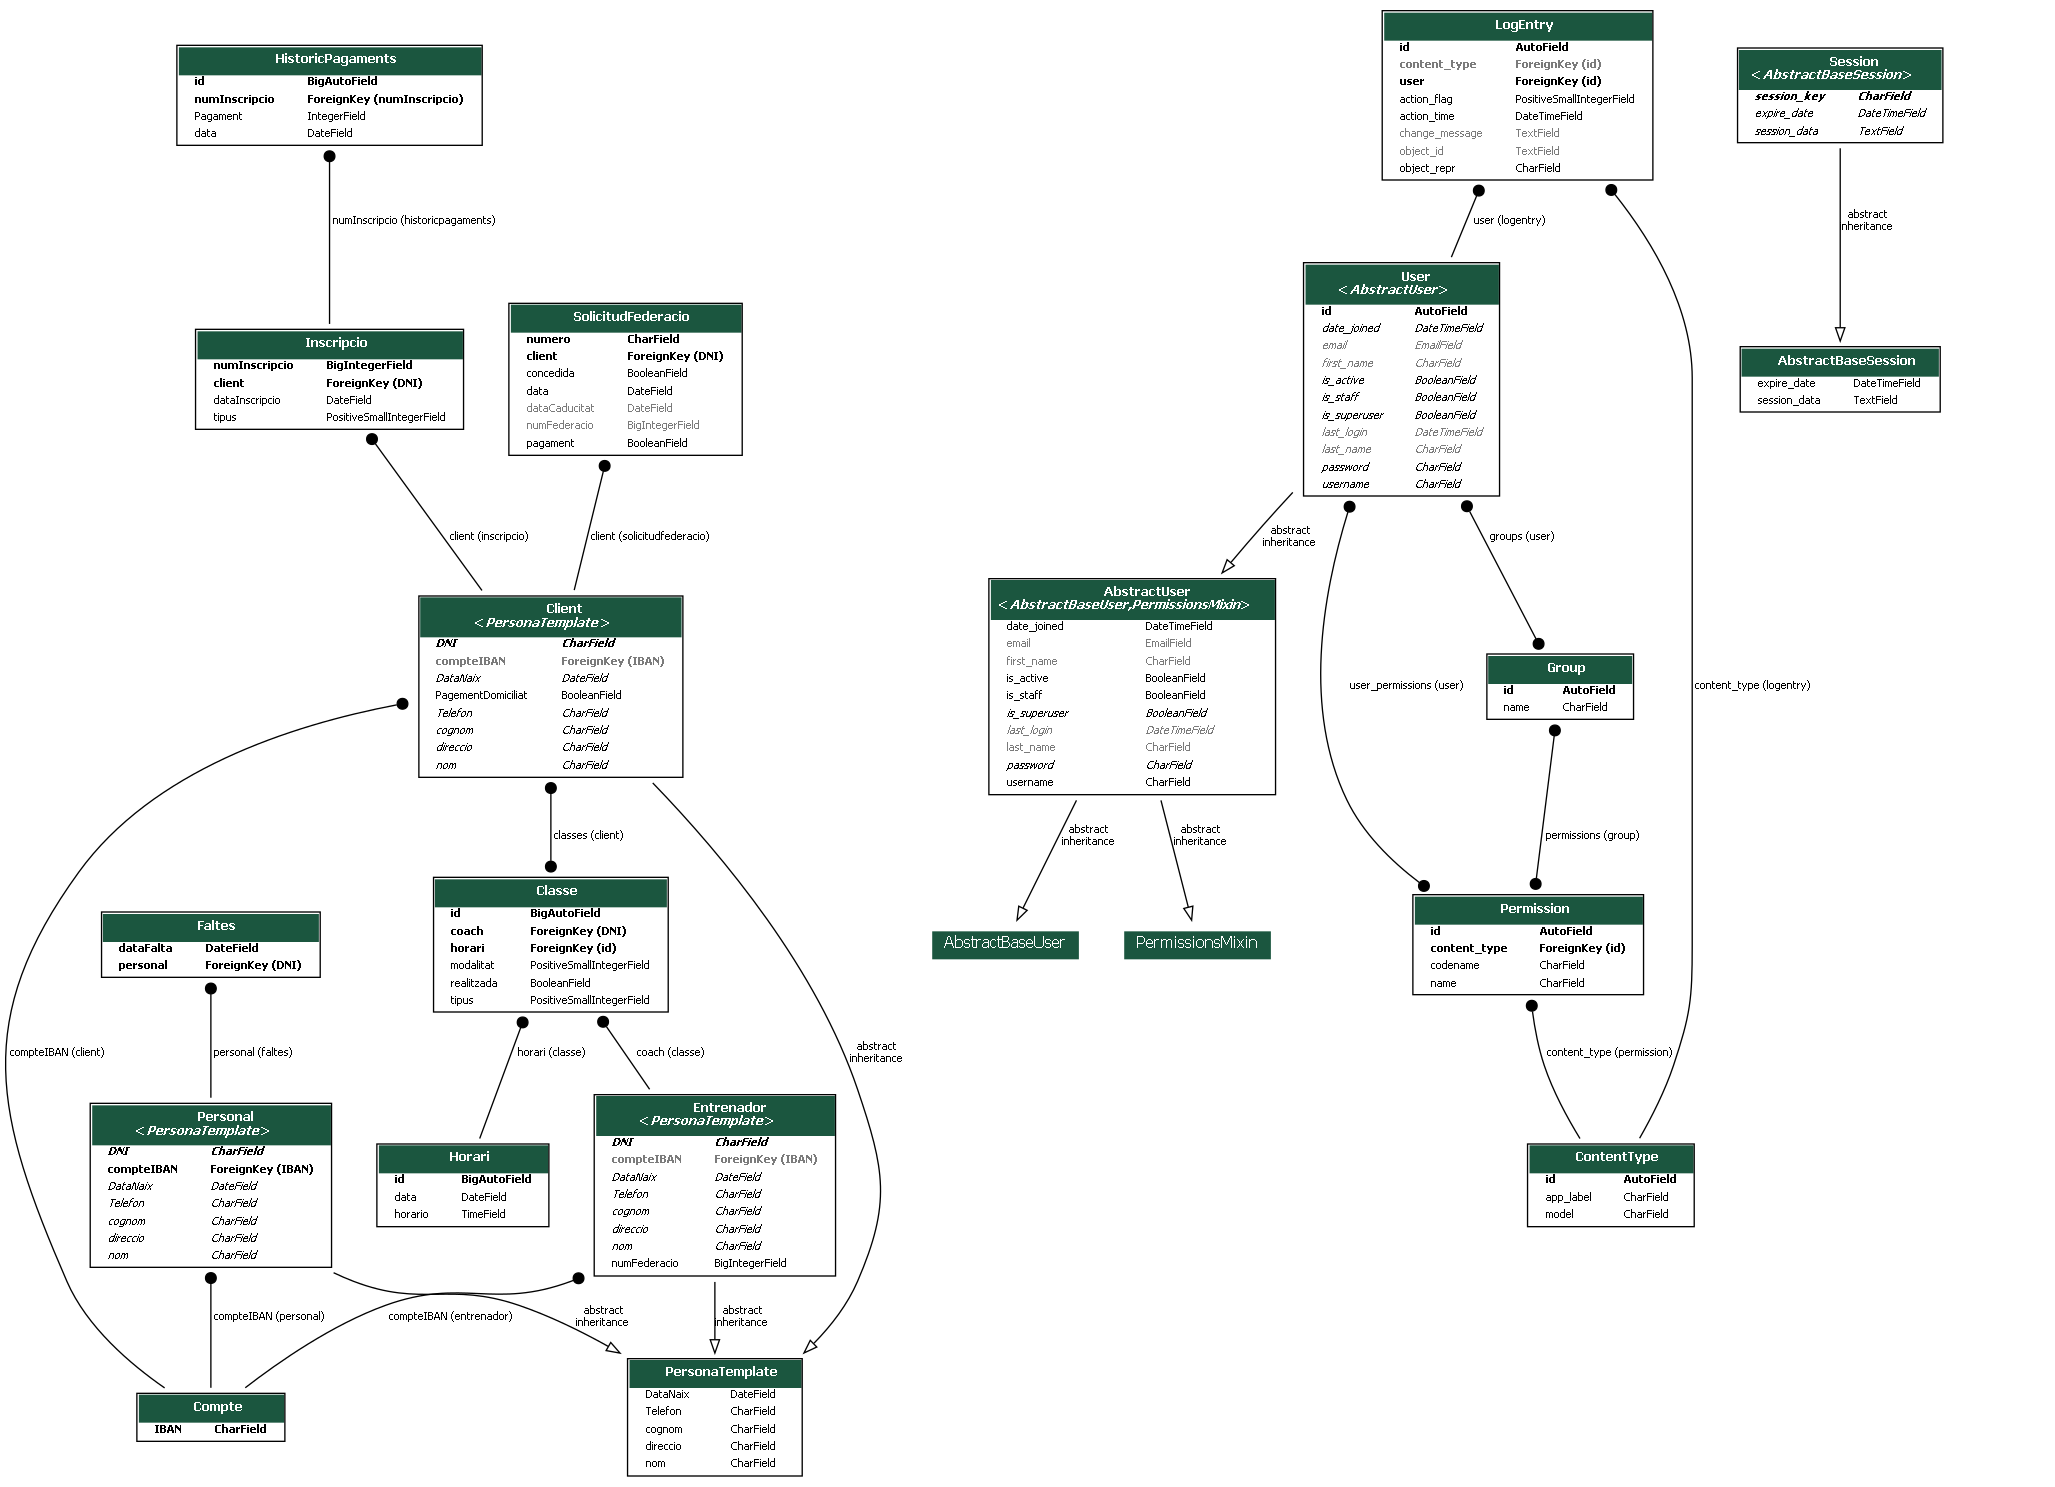 HistoricPagaments
id BigAutoField
numInscripcio ForeignKey (numInscripcio)
Pagament IntegerField
data DateField
numInscripcio (historicpagaments)
Inscripcio
numInscripcio BigIntegerField
client ForeignKey (DNI)
dataInscripcio DateField
tipus PositiveSmallIntegerField
SolicitudFederacio
numero CharField
client ForeignKey (DNI)
concedida BooleanField
data DateField
dataCaducitat DateField
numFederacio BigIntegerField
pagament BooleanField
client (inscripcio)
client (solicitudfederacio)
Client
<PersonaTemplate>
DNI CharField
compteIBAN ForeignKey (IBAN)
DataNaix DateField
PagementDomiciliat BooleanField
Telefon CharField
cognom CharField
direccio CharField
nom CharField
classes (client)
Classe
id BigAutoField
coach ForeignKey (DNI)
horari ForeignKey (id)
modalitat PositiveSmallIntegerField
realitzada BooleanField
tipus PositiveSmallIntegerField
Faltes
dataFalta DateField
personal ForeignKey (DNI)
compteIBAN (client)
personal (faltes)
horari (classe)
coach (classe)
abstract
inheritance
Personal
<PersonaTemplate>
DNI CharField
compteIBAN ForeignKey (IBAN)
DataNaix DateField
Telefon CharField
cognom CharField
direccio CharField
nom CharField
Horari
id BigAutoField
data DateField
horario TimeField
Entrenador
<PersonaTemplate>
DNI CharField
compteIBAN ForeignKey (IBAN)
DataNaix DateField
Telefon CharField
cognom CharField
direccio CharField
nom CharField
numFederacio BigIntegerField
compteIBAN (personal)
compteIBAN (entrenador)
abstract
inheritance
abstract
inheritance
Compte
IBAN CharField
PersonaTemplate
DataNaix DateField
Telefon CharField
cognom CharField
direccio CharField
nom CharField
LogEntry
id AutoField
content_type ForeignKey (id)
user ForeignKey (id)
action_flag PositiveSmallIntegerField
action_time DateTimeField
change_message TextField
object_id TextField
object_repr CharField
user (logentry)
User
<AbstractUser>
id AutoField
date_joined DateTimeField
email EmailField
first_name CharField
is_active BooleanField
is_staff BooleanField
is_superuser BooleanField
last_login DateTimeField
last_name CharField
password CharField
username CharField
abstract
inheritance
groups (user)
AbstractUser
<AbstractBaseUser,PermissionsMixin>
date_joined DateTimeField
email EmailField
first_name CharField
is_active BooleanField
is_staff BooleanField
is_superuser BooleanField
last_login DateTimeField
last_name CharField
password CharField
username CharField
user_permissions (user)
Group
id AutoField
name CharField
content_type (logentry)
abstract
inheritance
abstract
inheritance
permissions (group)
AbstractBaseUser
PermissionsMixin
Permission
id AutoField
content_type ForeignKey (id)
codename CharField
name CharField
content_type (permission)
ContentType
id AutoField
app_label CharField
model CharField
Session
<AbstractBaseSession>
session_key CharField
expire_date DateTimeField
session_data TextField
abstract
inheritance
AbstractBaseSession
expire_date DateTimeField
session_data TextField